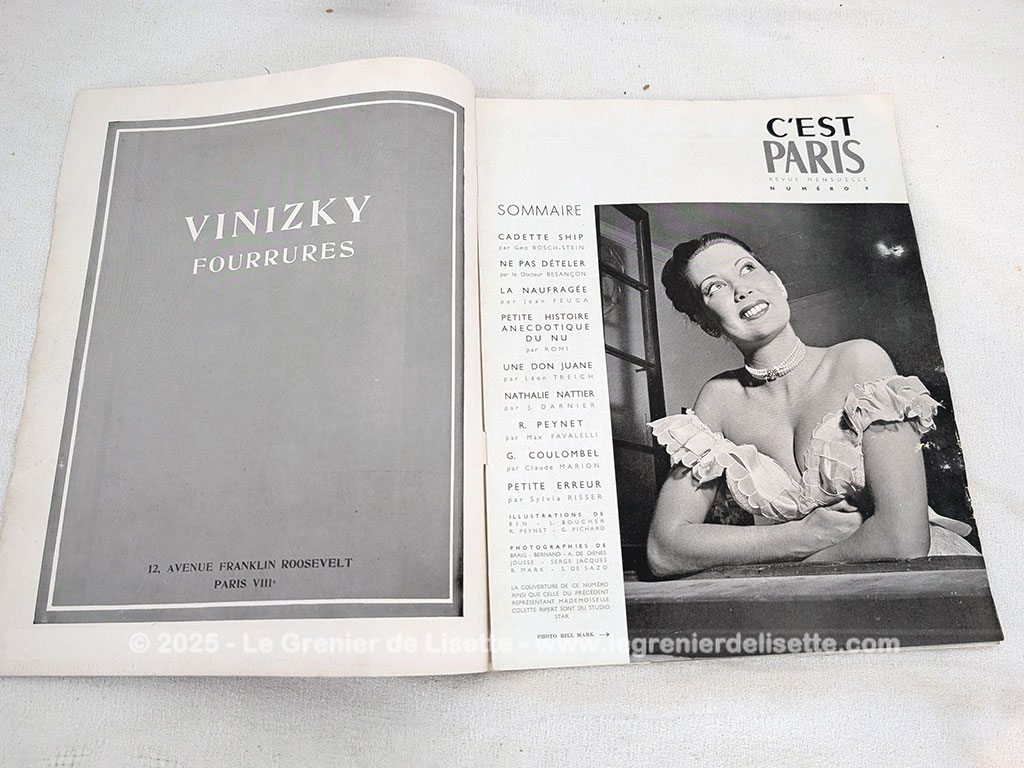 VINIZKY
FOURRURES
12, AVENUE FRANKLIN ROOSEVELT
PARIS VIIIe
C'EST
PARIS
REVUE MENSUELLE
NUMÉRO 9
SOMMAIRE
CADETTE SHIP
par Geo BOSCH-STEIN
NE PAS DÉTELER
par le Docteur BESANÇON
LA NAUFRAGÉE
par Jean FEUGA
PETITE HISTOIRE
ANECDOTIQUE
DU NU
par ROMI
UNE DON JUANE
par Léon TREICH
NATHALIE NATTIER
par J. DARNIER
R. PEYNET
par Max FAVALELLI
G. COULOMBEL
par Claude MARION
PETITE ERREUR
par Sylvia RISSER
ILLUSTRATIONS DE
BEN - L. BOUCHER
R. PEYNET - G. PICHARD
PHOTOGRAPHIES DE
BRAIG - BERNAND - A. DE DIENES
JOUSSE - SERGE JACQUES
B. MARK - S. DE SAZO
LA COUVERTURE DE CE NUMÉRO
AINSI QUE CELLE DU PRÉCÉDENT
REPRÉSENTANT MADEMOISELLE
COLETTE RIPERT SONT DU STUDIO
STAR
PHOTO BILL MARK →
© 2025 - Le Grenier de Lisette - www.legrenierdelisette.com